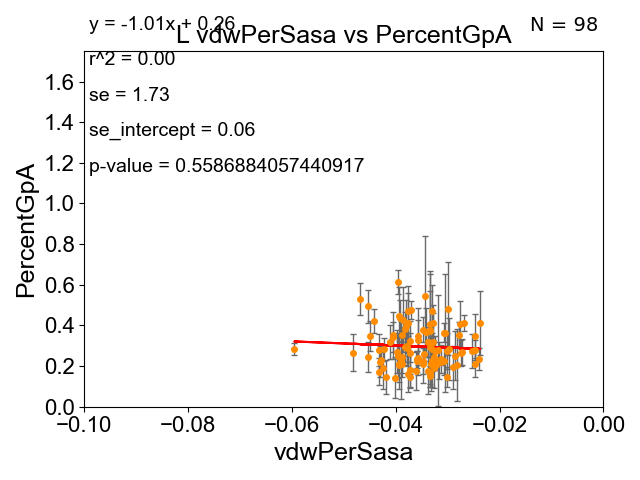 y = -1.01x + 0.26
N = 98
L vdwPerSasa vs PercentGpA
r^2 = 0.00
se = 1.73
se_intercept = 0.06
p-value = 0.5586884057440917
PercentGpA
1.6
1.4
1.2
1.0
0.8
0.6
0.4
0.2
0.0
−0.10
−0.08
−0.06
−0.04
−0.02
0.00
vdwPerSasa